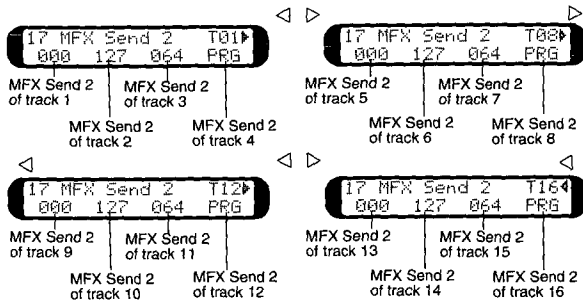 17 MFX Send 2 T01▶
000 127 064 PRG
MFX Send 2
of track 1
MFX Send 2
of track 3
MFX Send 2
of track 2
MFX Send 2
of track 4
17 MFX Send 2 T08▶
000 127 064 PRG
MFX Send 2
of track 5
MFX Send 2
of track 7
MFX Send 2
of track 6
MFX Send 2
of track 8
17 MFX Send 2 T12▶
000 127 064 PRG
MFX Send 2
of track 9
MFX Send 2
of track 11
MFX Send 2
of track 10
MFX Send 2
of track 12
17 MFX Send 2 T16◀
000 127 064 PRG
MFX Send 2
of track 13
MFX Send 2
of track 15
MFX Send 2
of track 14
MFX Send 2
of track 16